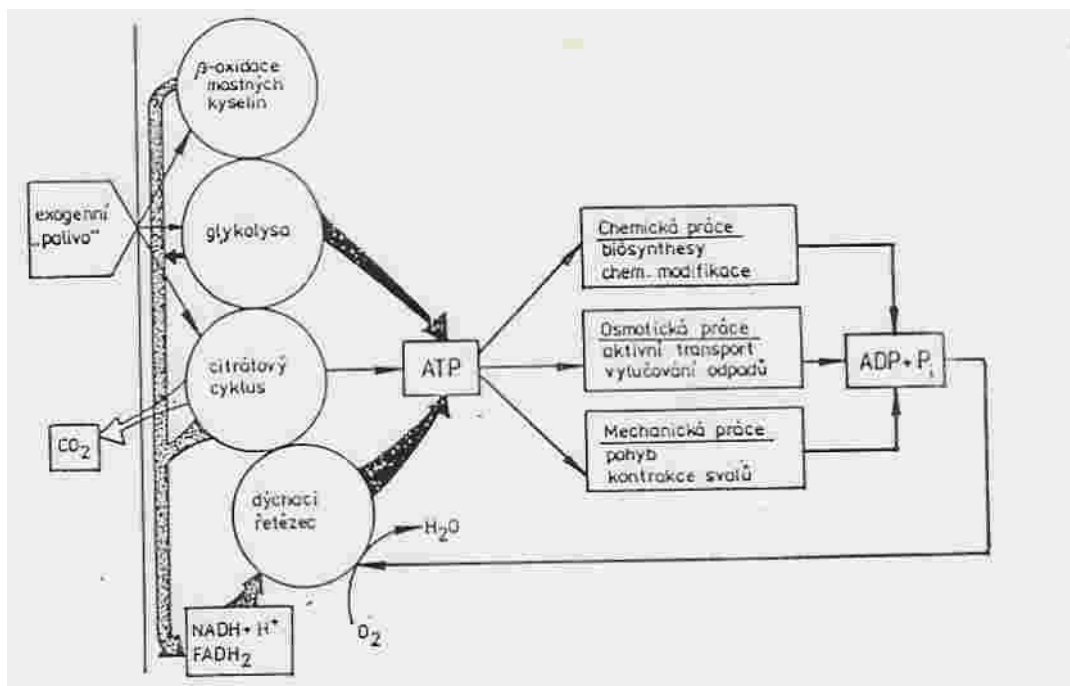 β-oxidace
mastných
kyselin
exogenní
„palivo"
glykolysa
citrátový
cyklus
CO₂
dýchací
řetězec
NADH + H⁺
FADH₂
H₂O
O₂
ATP
Chemická práce
biosynthesy
chem. modifikace
Osmotická práce
aktivní transport
vylučování odpadů
Mechanická práce
pohyb
kontrakce svalů
ADP + Pᵢ